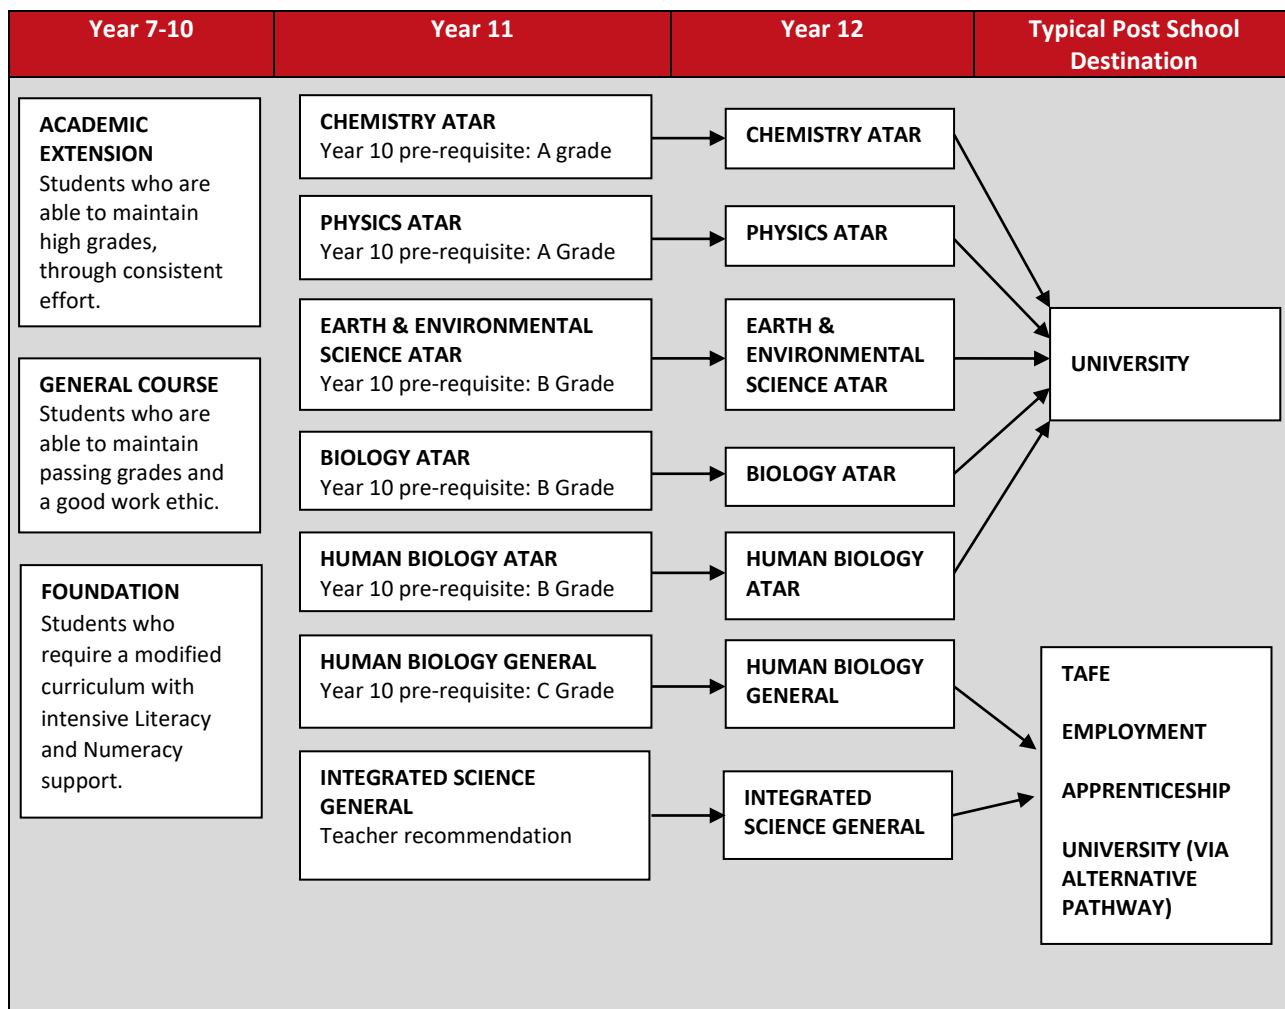 Year 7-10
Year 11
Year 12
Typical Post School
Destination
ACADEMIC
EXTENSION
Students who are
able to maintain
high grades,
through consistent
effort.
GENERAL COURSE
Students who are
able to maintain
passing grades and
a good work ethic.
FOUNDATION
Students who
require a modified
curriculum with
intensive Literacy
and Numeracy
support.
CHEMISTRY ATAR
Year 10 pre-requisite: A grade
PHYSICS ATAR
Year 10 pre-requisite: A Grade
EARTH & ENVIRONMENTAL
SCIENCE ATAR
Year 10 pre-requisite: B Grade
BIOLOGY ATAR
Year 10 pre-requisite: B Grade
HUMAN BIOLOGY ATAR
Year 10 pre-requisite: B Grade
HUMAN BIOLOGY GENERAL
Year 10 pre-requisite: C Grade
INTEGRATED SCIENCE
GENERAL
Teacher recommendation
CHEMISTRY ATAR
PHYSICS ATAR
EARTH &
ENVIRONMENTAL
SCIENCE ATAR
BIOLOGY ATAR
HUMAN BIOLOGY
ATAR
HUMAN BIOLOGY
GENERAL
INTEGRATED
SCIENCE GENERAL
UNIVERSITY
TAFE
EMPLOYMENT
APPRENTICESHIP
UNIVERSITY (VIA
ALTERNATIVE
PATHWAY)